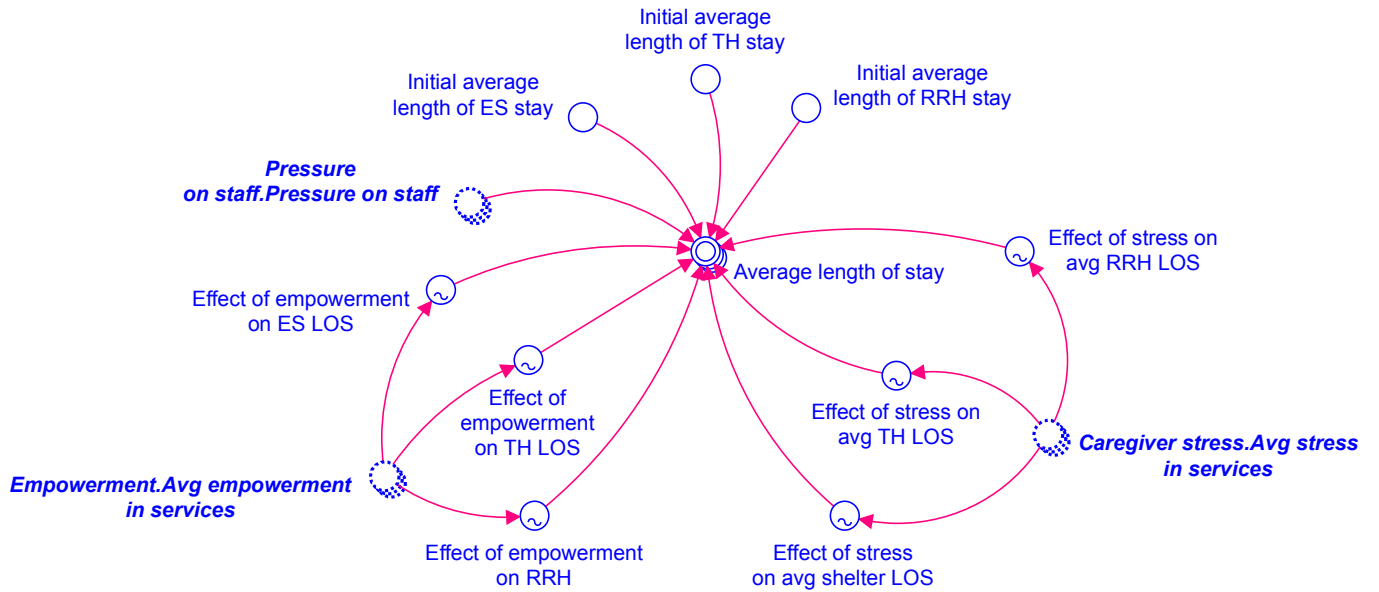 Initial average
length of TH stay
Initial average
length of ES stay
Initial average
length of RRH stay
Pressure
on staff.Pressure on staff
Effect of stress on
avg RRH LOS
Average length of stay
Effect of empowerment
on ES LOS
Effect of
empowerment
on TH LOS
Effect of stress on
avg TH LOS
Caregiver stress.Avg stress
in services
Empowerment.Avg empowerment
in services
Effect of empowerment
on RRH
Effect of stress
on avg shelter LOS